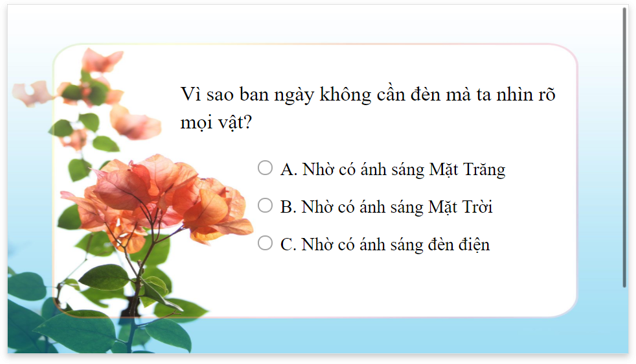 Vì sao ban ngày không cần đèn mà ta nhìn rõ
mọi vật?
A. Nhờ có ánh sáng Mặt Trăng
B. Nhờ có ánh sáng Mặt Trời
C. Nhờ có ánh sáng đèn điện